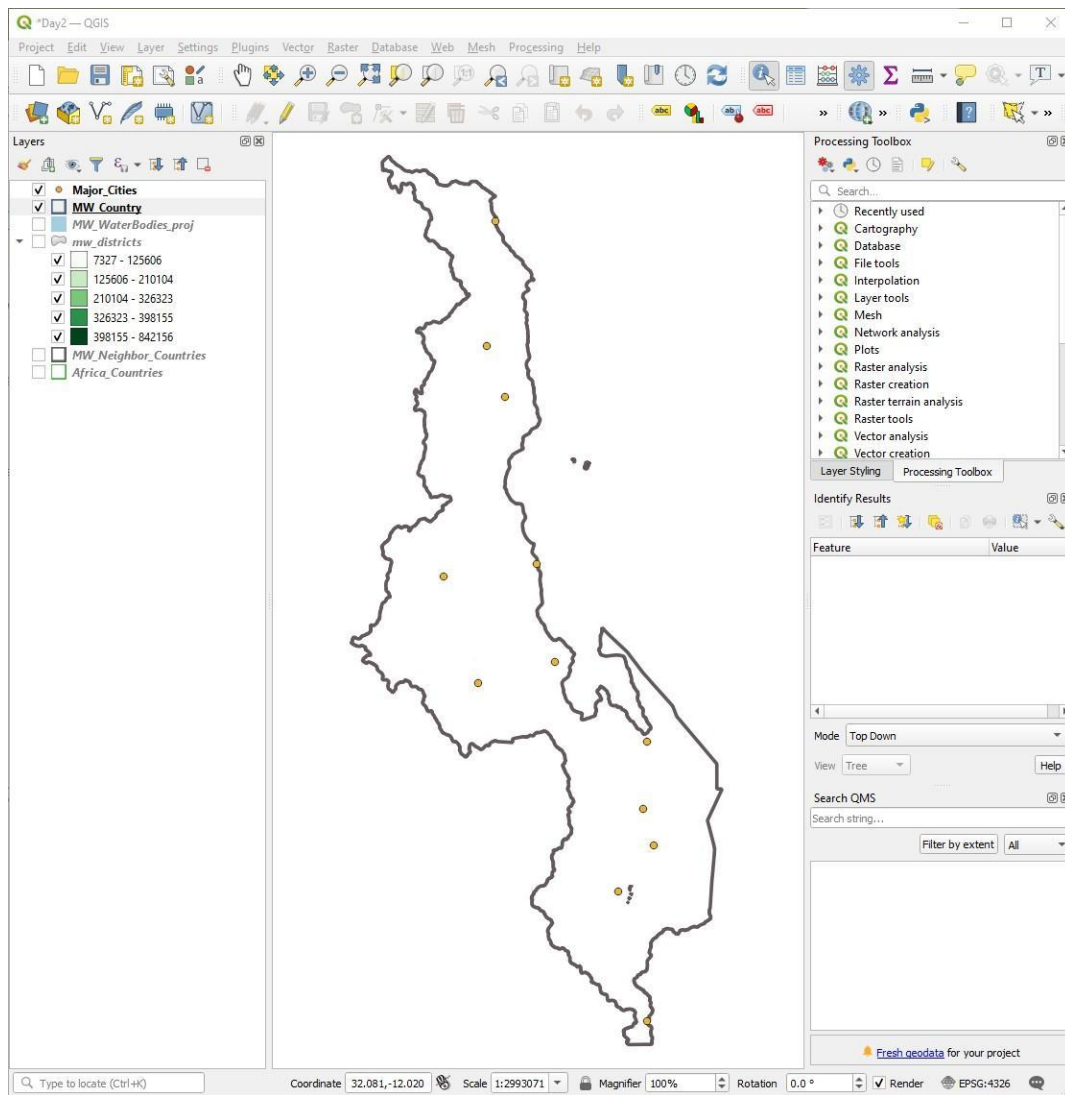 *Day2 — QGIS
Project Edit View Layer Settings Plugins Vector Raster Database Web Mesh Processing Help
abc ab abc » » »
Layers
Major_Cities
MW_Country
MW_WaterBodies_proj
mw_districts
7327 - 125606
125606 - 210104
210104 - 326323
326323 - 398155
398155 - 842156
MW_Neighbor_Countries
Africa_Countries
Processing Toolbox
Search...
Recently used
Cartography
Database
File tools
Interpolation
Layer tools
Mesh
Network analysis
Plots
Raster analysis
Raster creation
Raster terrain analysis
Raster tools
Vector analysis
Vector creation
Layer Styling Processing Toolbox
Identify Results
Feature Value
Mode Top Down
View Tree Help
Search QMS
Search string...
Filter by extent All
Fresh geodata for your project
Type to locate (Ctrl+K) Coordinate 32.081,-12.020 Scale 1:2993071 Magnifier 100% Rotation 0.0 ° Render EPSG:4326